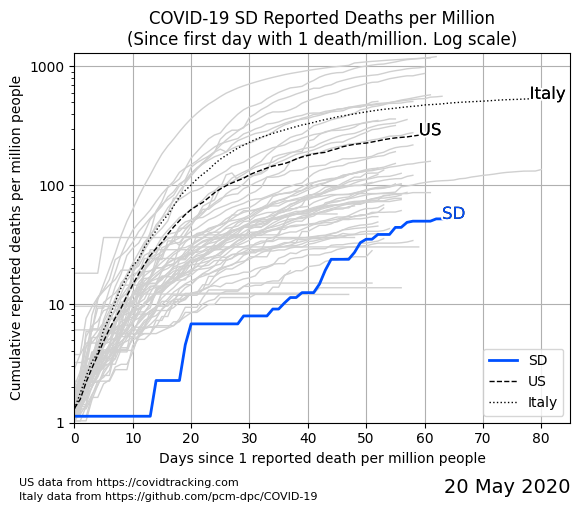 COVID-19 SD Reported Deaths per Million
(Since first day with 1 death/million. Log scale)
Cumulative reported deaths per million people
1000
100
10
1
Italy
US
SD
SD
US
Italy
0 10 20 30 40 50 60 70 80
Days since 1 reported death per million people
US data from https://covidtracking.com
Italy data from https://github.com/pcm-dpc/COVID-19
20 May 2020